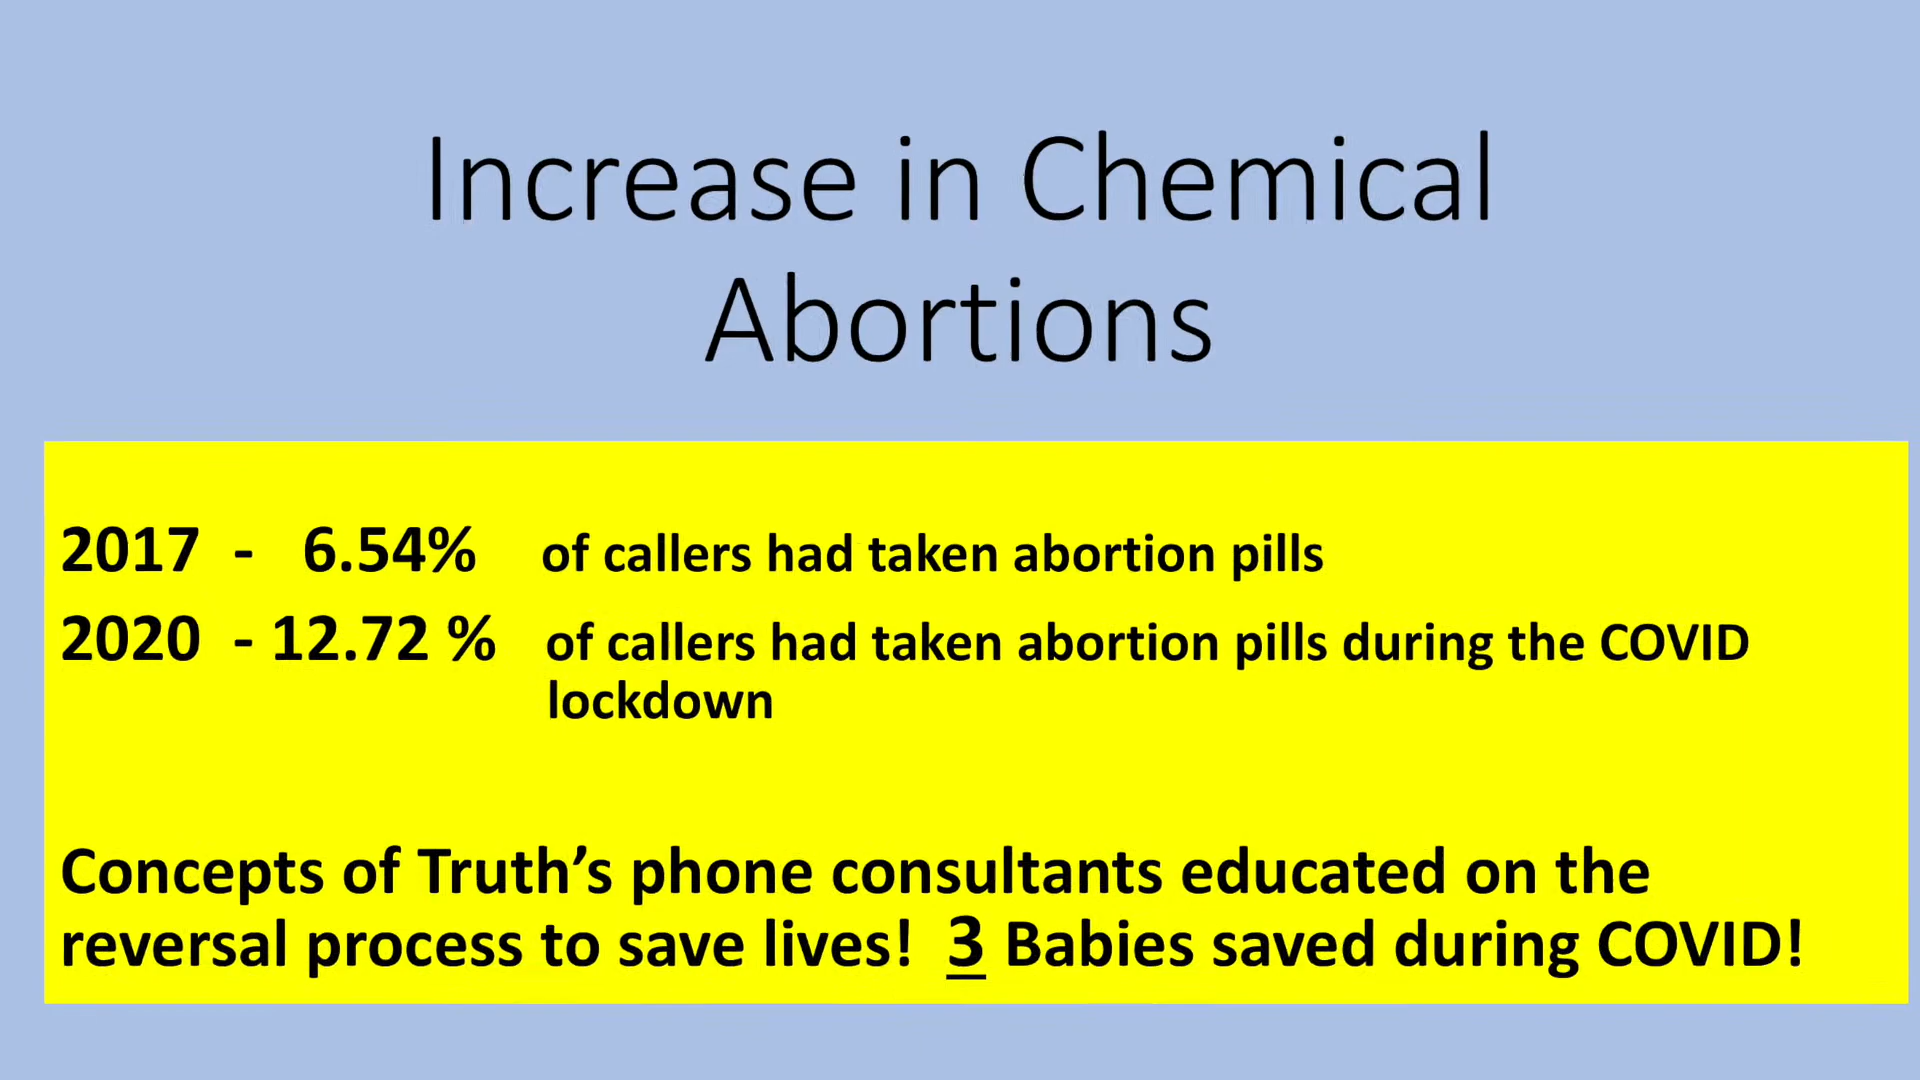 Increase in Chemical
Abortions
2017 - 6.54% of callers had taken abortion pills
2020 - 12.72 % of callers had taken abortion pills during the COVID
lockdown
Concepts of Truth’s phone consultants educated on the
reversal process to save lives! 3 Babies saved during COVID!